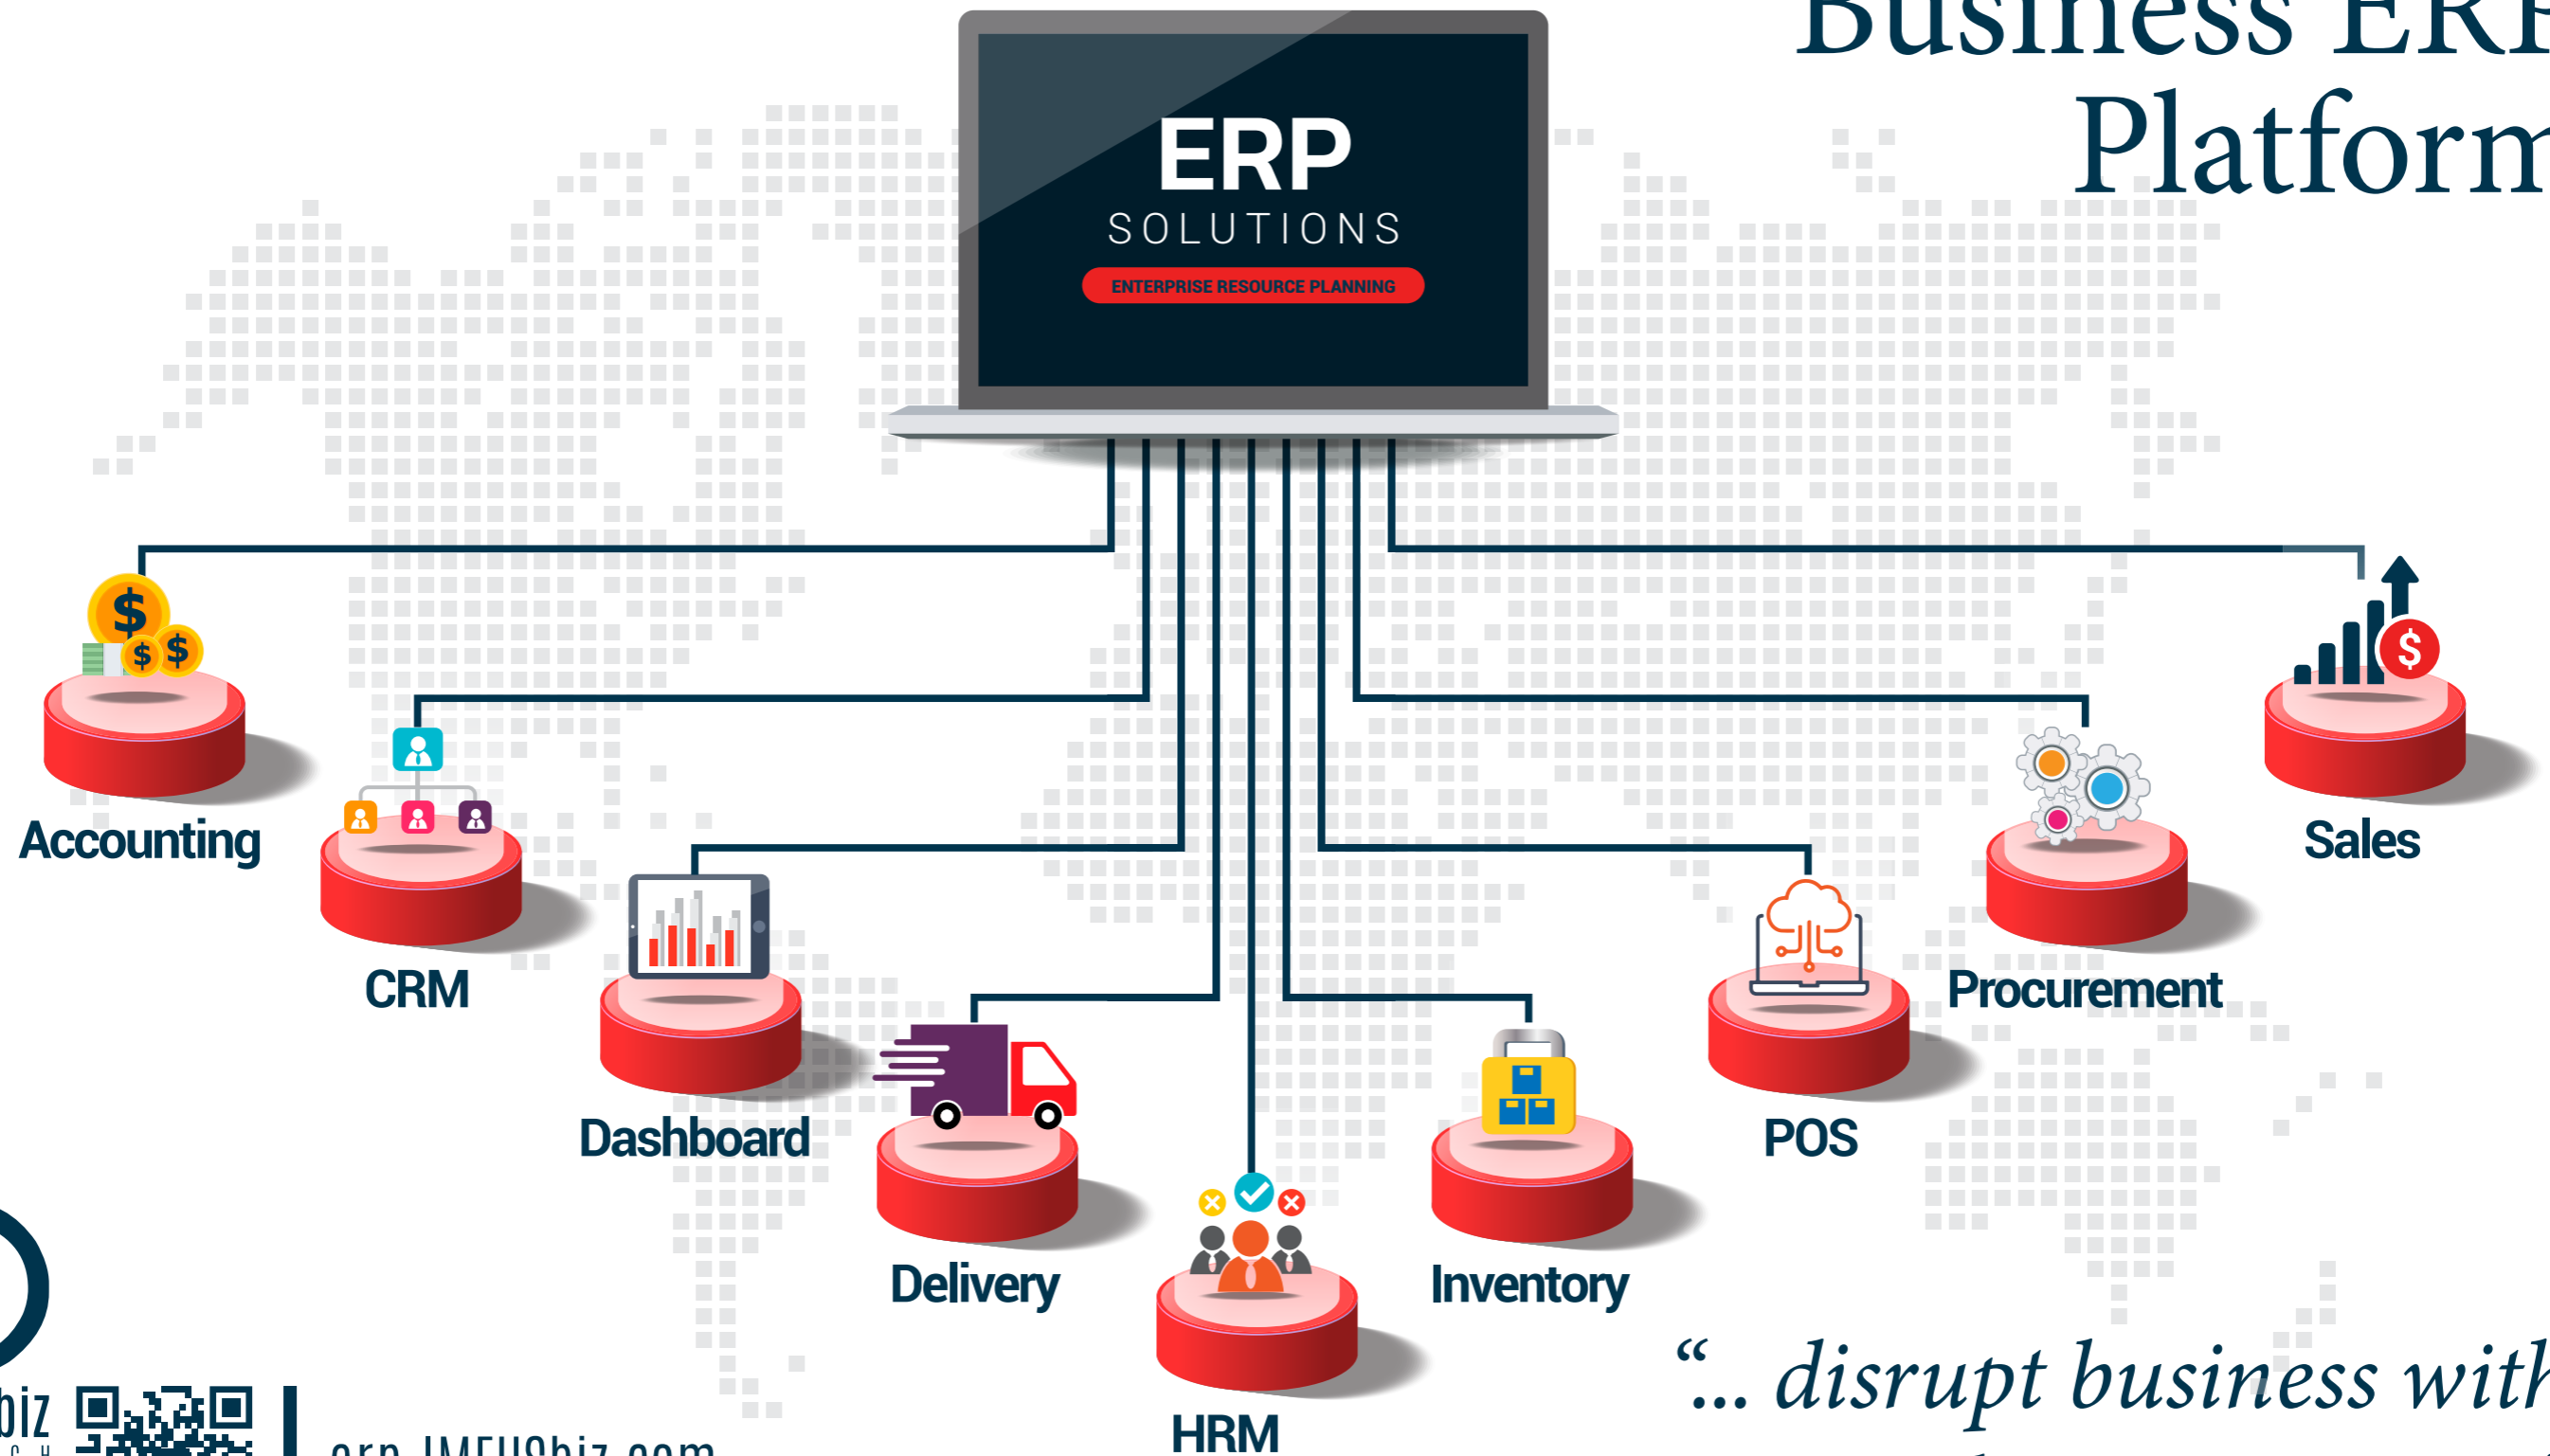 Business ERP
Platform
ERP
SOLUTIONS
ENTERPRISE RESOURCE PLANNING
Accounting
Sales
CRM
Procurement
Dashboard
POS
Delivery
Inventory
HRM
“... disrupt business with
biz